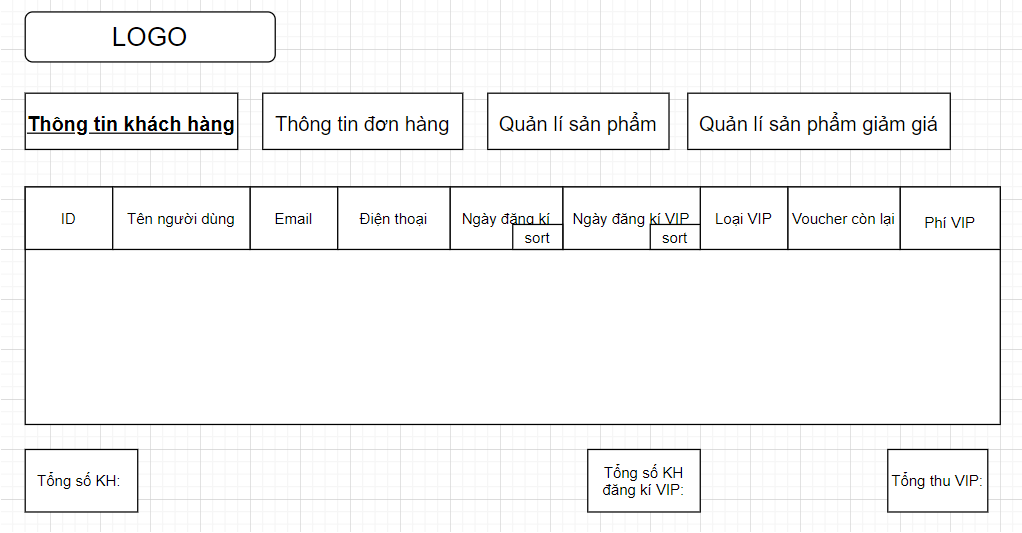 LOGO
Thông tin khách hàng
Thông tin đơn hàng
Quản lí sản phẩm
Quản lí sản phẩm giảm giá
ID
Tên người dùng
Email
Điện thoại
Ngày đăng kí
sort
Ngày đăng kí VIP
sort
Loại VIP
Voucher còn lại
Phí VIP
Tổng số KH:
Tổng số KH
đăng kí VIP:
Tổng thu VIP: